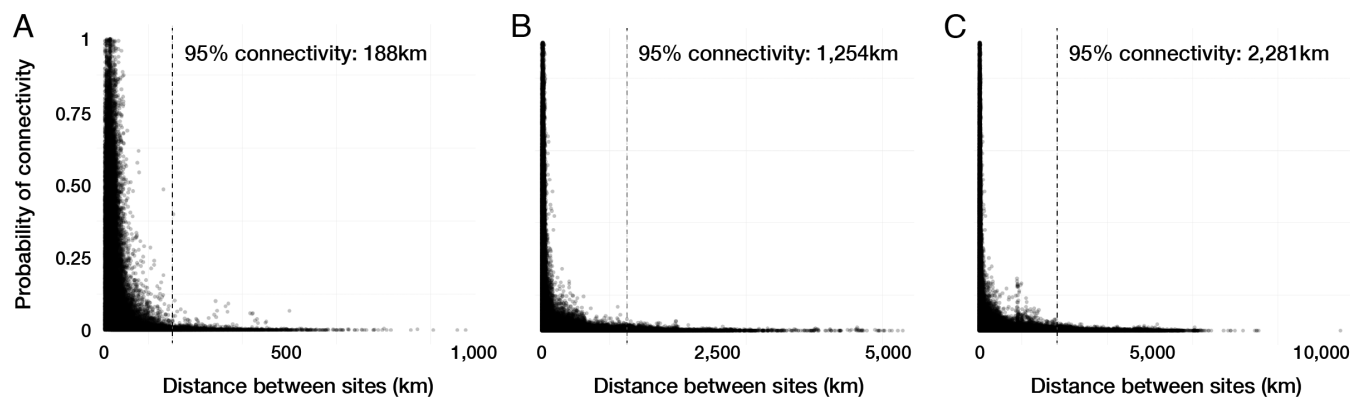 A
95% connectivity: 188km
Probability of connectivity
1
0.75
0.50
0.25
0
0
500
1,000
Distance between sites (km)
B
95% connectivity: 1,254km
0
2,500
5,000
Distance between sites (km)
C
95% connectivity: 2,281km
0
5,000
10,000
Distance between sites (km)